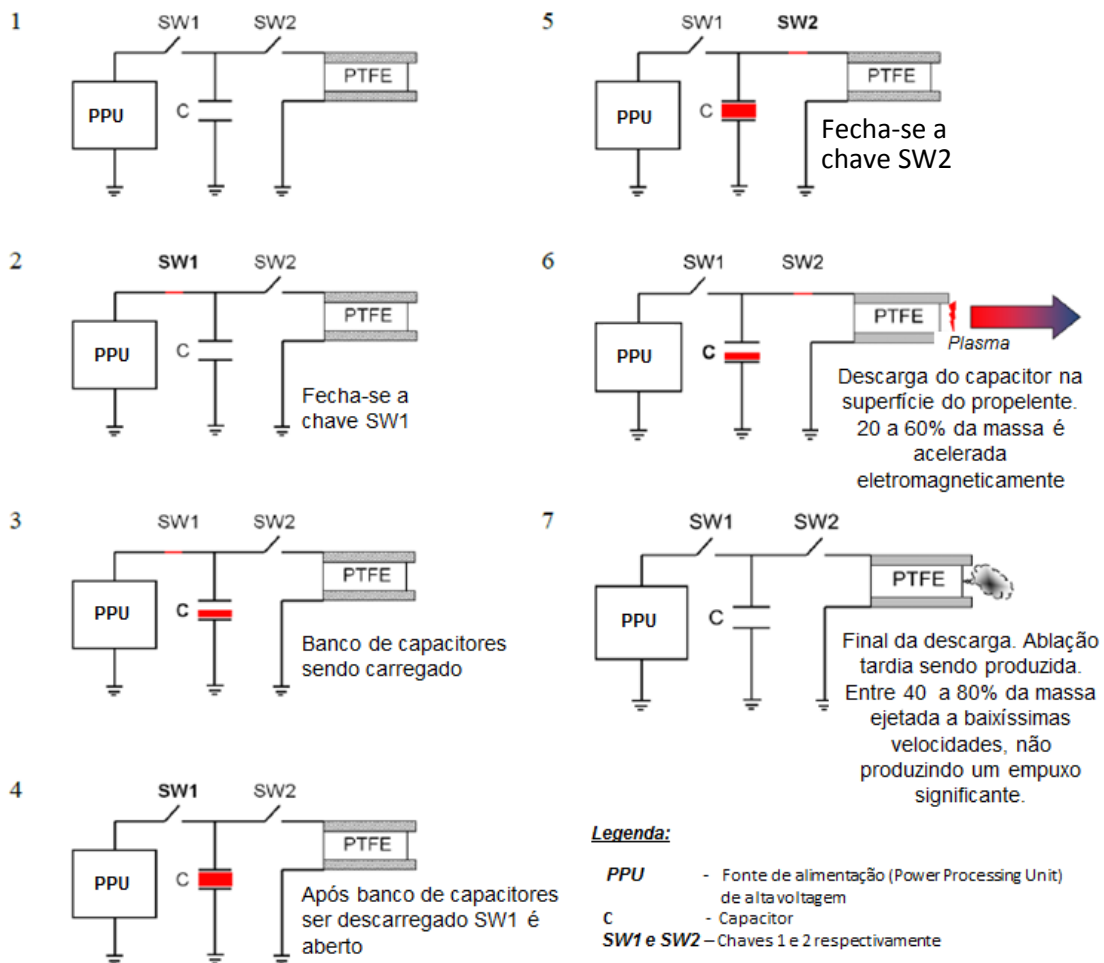 1
SW1 SW2
PPU C PTFE
2
SW1 SW2
PPU C PTFE
Fecha-se a
chave SW1
3
SW1 SW2
PPU C PTFE
Banco de capacitores
sendo carregado
4
SW1 SW2
PPU C PTFE
Após banco de capacitores
ser descarregado SW1 é
aberto
5
SW1 SW2
PPU C PTFE
Fecha-se a
chave SW2
6
SW1 SW2
PPU C PTFE
Plasma
Descarga do capacitor na
superfície do propelente.
20 a 60% da massa é
acelerada
eletromagneticamente
7
SW1 SW2
PPU C PTFE
Final da descarga. Ablação
tardia sendo produzida.
Entre 40 a 80% da massa
ejetada a baixíssimas
velocidades, não
produzindo um empuxo
significante.
Legenda:
PPU - Fonte de alimentação (Power Processing Unit)
de alta voltagem
C - Capacitor
SW1 e SW2 – Chaves 1 e 2 respectivamente